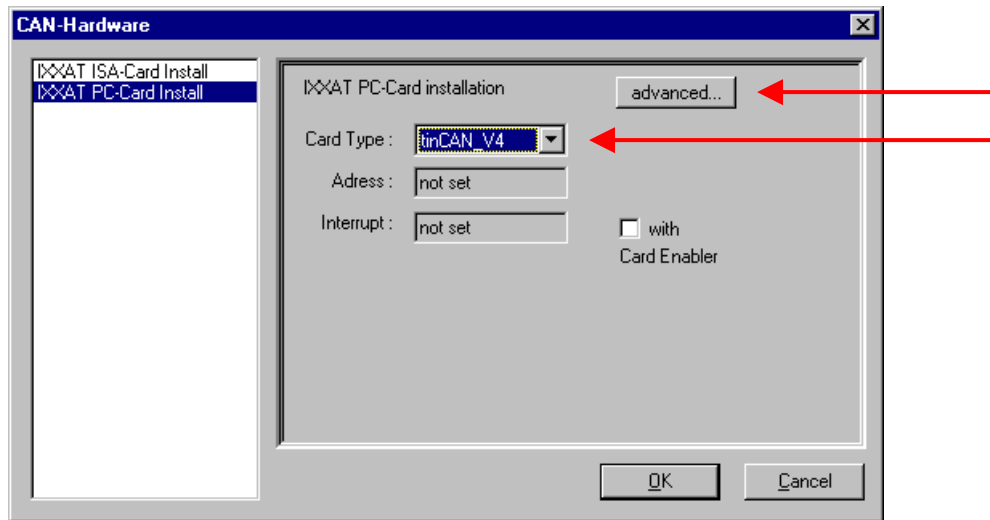 CAN-Hardware
IXXAT ISA-Card Install
IXXAT PC-Card Install
IXXAT PC-Card installation
advanced...
Card Type :
tinCAN_V4
Adress :
not set
Interrupt :
not set
with
Card Enabler
OK
Cancel